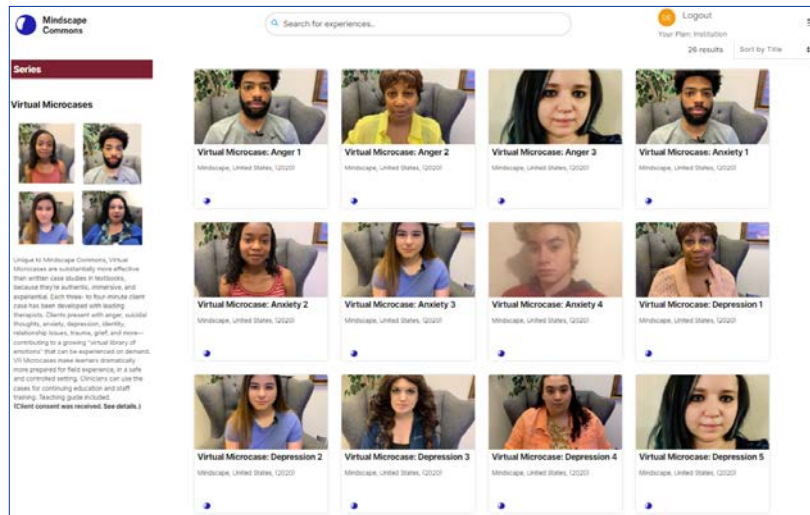 Mindscape
Commons
Search for experiences..
Logout
Your Plan: Institution
26 results
Sort by Title
Series
Virtual Microcases
Unique to Mindscape Commons, Virtual
Microcases are substantially more effective
than written case studies in textbooks,
because they're authentic, immersive, and
experiential. Each three- to four-minute client
case has been developed with leading
therapists. Clients present with anger, suicidal
thoughts, anxiety, depression, identity,
relationship issues, trauma, grief, and more—
contributing to a growing "virtual library of
emotions" that can be experienced on demand.
VR Microcases make learners dramatically
more prepared for field experience, in a safe
and controlled setting. Clinicians can use the
cases for continuing education and staff
training. Teaching guide included.
(Client consent was received. See details.)
Virtual Microcase: Anger 1
Mindscape, United States, (2020)
Virtual Microcase: Anger 2
Mindscape, United States, (2020)
Virtual Microcase: Anger 3
Mindscape, United States, (2020)
Virtual Microcase: Anxiety 1
Mindscape, United States, (2020)
Virtual Microcase: Anxiety 2
Mindscape, United States, (2020)
Virtual Microcase: Anxiety 3
Mindscape, United States, (2020)
Virtual Microcase: Anxiety 4
Mindscape, United States, (2020)
Virtual Microcase: Depression 1
Mindscape, United States, (2020)
Virtual Microcase: Depression 2
Mindscape, United States, (2020)
Virtual Microcase: Depression 3
Mindscape, United States, (2020)
Virtual Microcase: Depression 4
Mindscape, United States, (2020)
Virtual Microcase: Depression 5
Mindscape, United States, (2020)